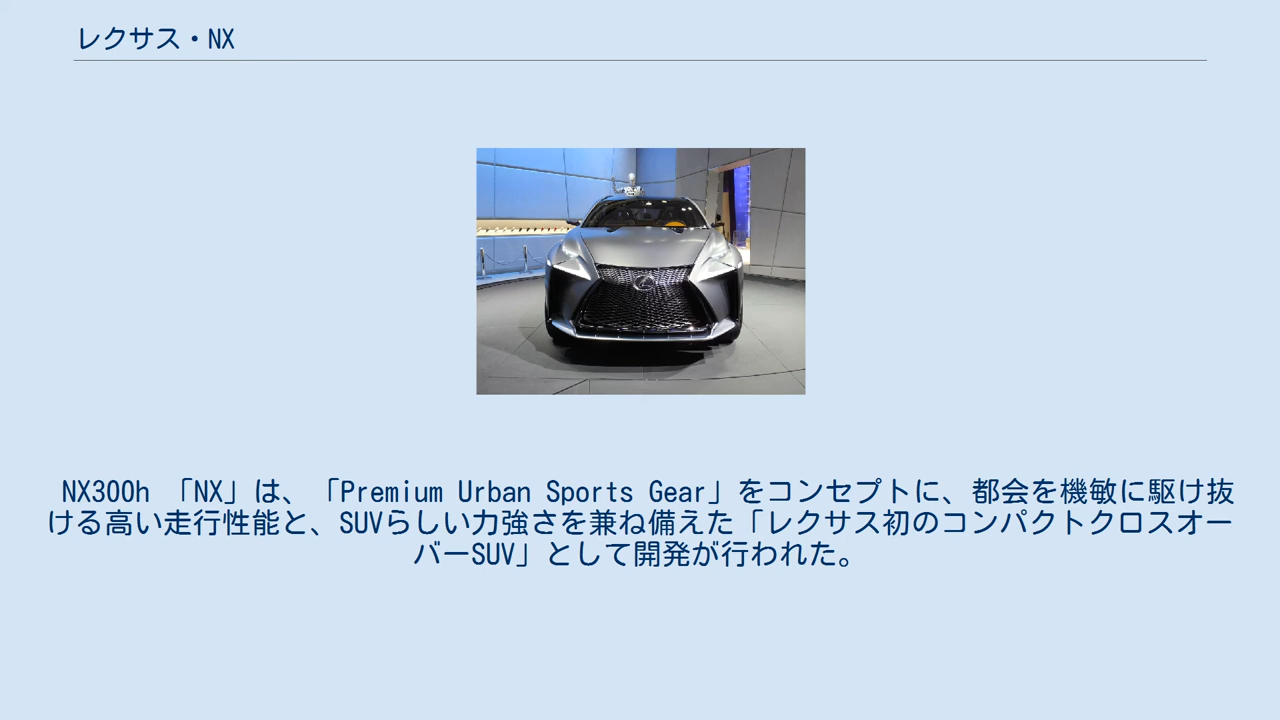 レクサス・NX
NX300h 「NX」は、「Premium Urban Sports Gear」をコンセプトに、都会を機敏に駆け抜
ける高い走行性能と、SUVらしい力強さを兼ね備えた「レクサス初のコンパクトクロスオー
バーSUV」として開発が行われた。